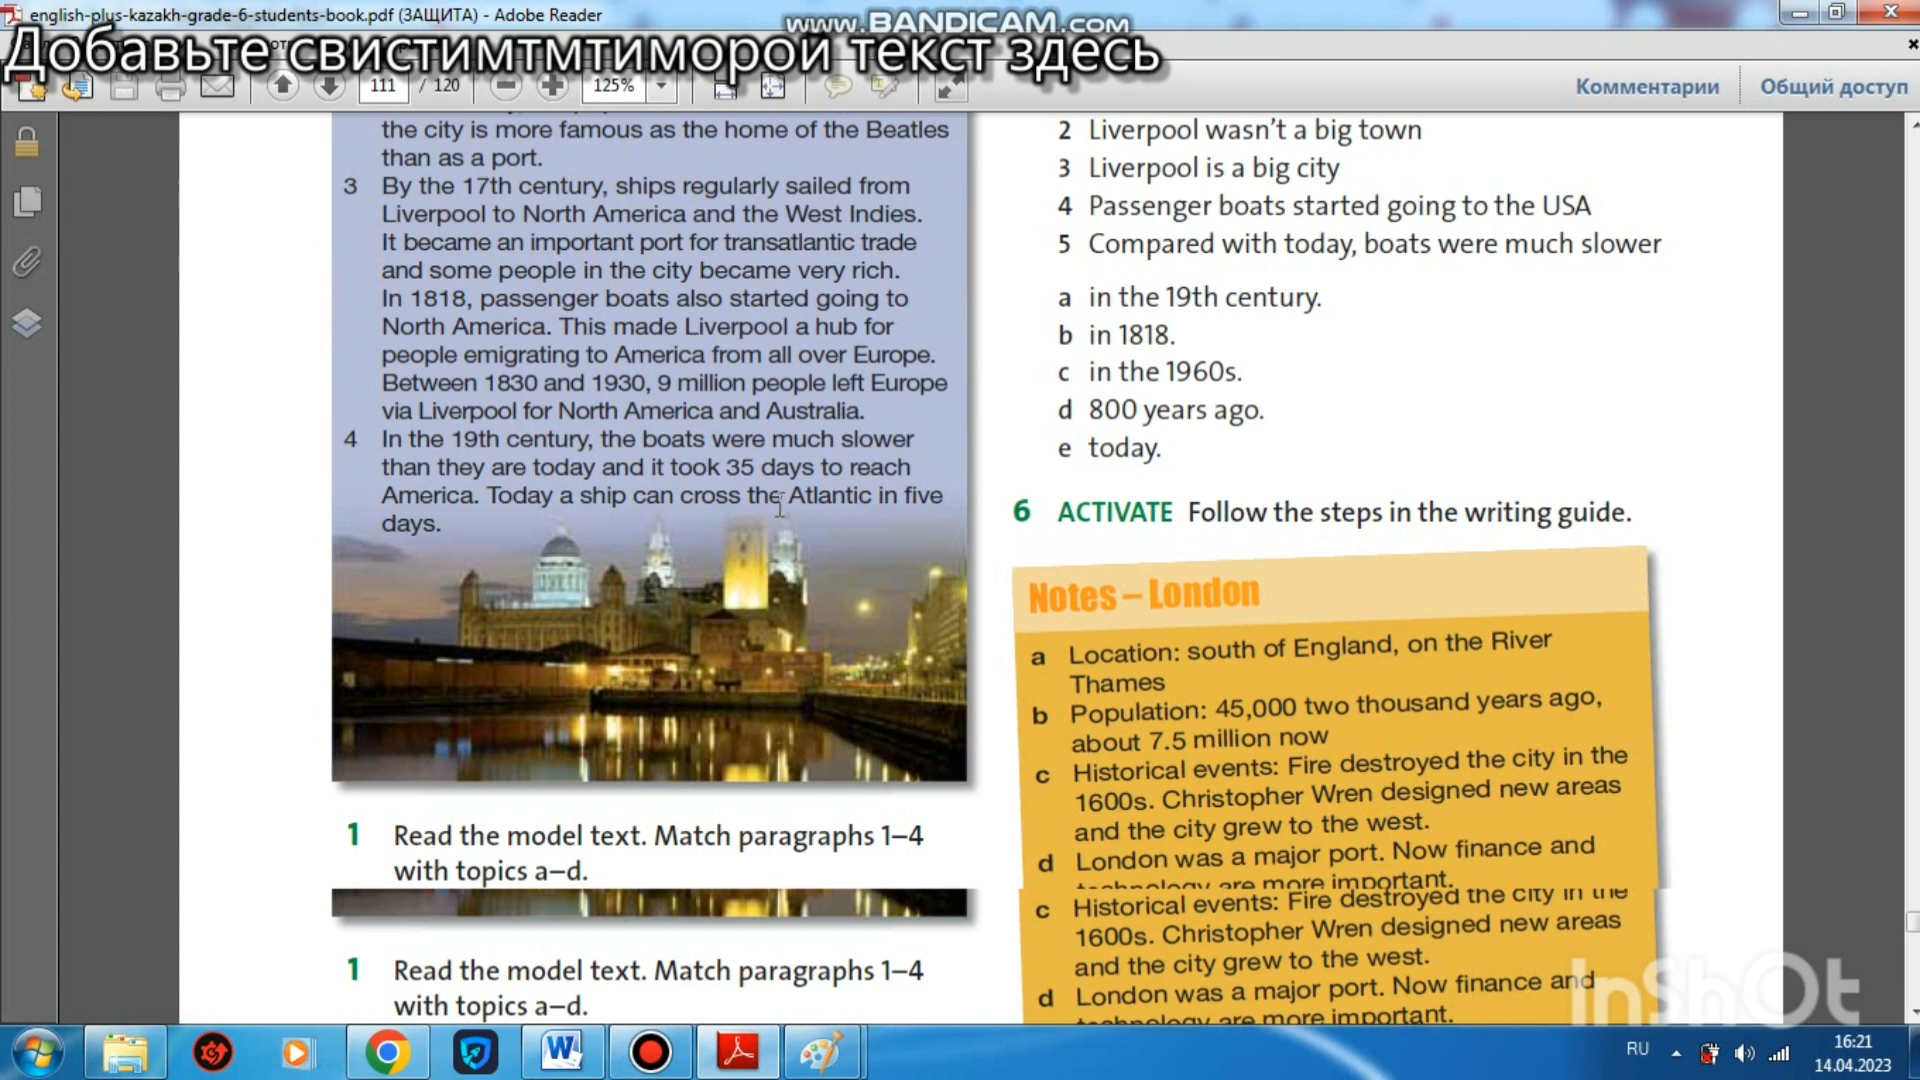 english-plus-kazakh-grade-6-students-book.pdf (ЗАЩИТА) - Adobe Reader
www.BANDICAM.com
Добавьте свистимтмтиморой текст здесь
111 / 120
125%
Комментарии
Общий доступ
the city is more famous as the home of the Beatles
than as a port.
3 By the 17th century, ships regularly sailed from
Liverpool to North America and the West Indies.
It became an important port for transatlantic trade
and some people in the city became very rich.
In 1818, passenger boats also started going to
North America. This made Liverpool a hub for
people emigrating to America from all over Europe.
Between 1830 and 1930, 9 million people left Europe
via Liverpool for North America and Australia.
4 In the 19th century, the boats were much slower
than they are today and it took 35 days to reach
America. Today a ship can cross the Atlantic in five
days.
1 Read the model text. Match paragraphs 1–4
with topics a–d.
1 Read the model text. Match paragraphs 1–4
with topics a–d.
2 Liverpool wasn't a big town
3 Liverpool is a big city
4 Passenger boats started going to the USA
5 Compared with today, boats were much slower
a in the 19th century.
b in 1818.
c in the 1960s.
d 800 years ago.
e today.
6 ACTIVATE Follow the steps in the writing guide.
Notes – London
a Location: south of England, on the River
Thames
b Population: 45,000 two thousand years ago,
about 7.5 million now
c Historical events: Fire destroyed the city in the
1600s. Christopher Wren designed new areas
and the city grew to the west.
d London was a major port. Now finance and
technology are more important.
c Historical events: Fire destroyed the city in the
1600s. Christopher Wren designed new areas
and the city grew to the west.
d London was a major port. Now finance and
technology are more important.
InShOt
RU
16:21
14.04.2023